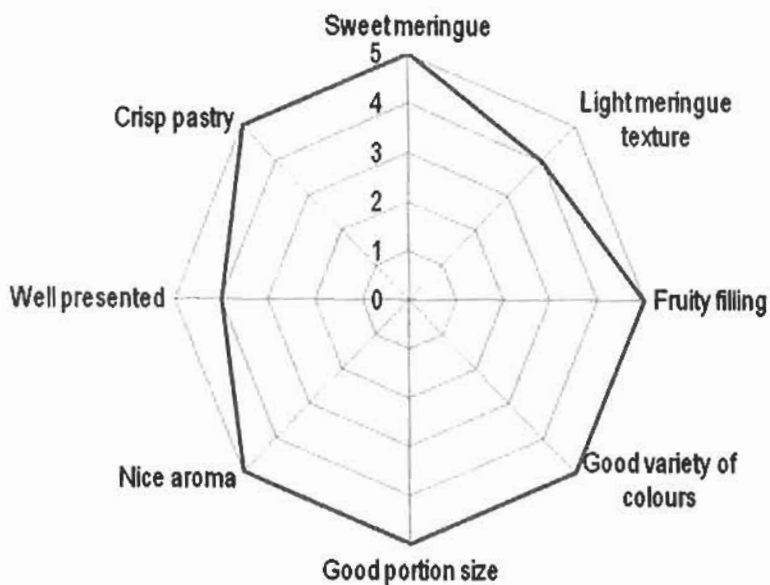 Sweet meringue
5
Crisp pastry
4
Light meringue
texture
3
2
1
Well presented
0
Fruity filling
Nice aroma
Good variety of
colours
Good portion size